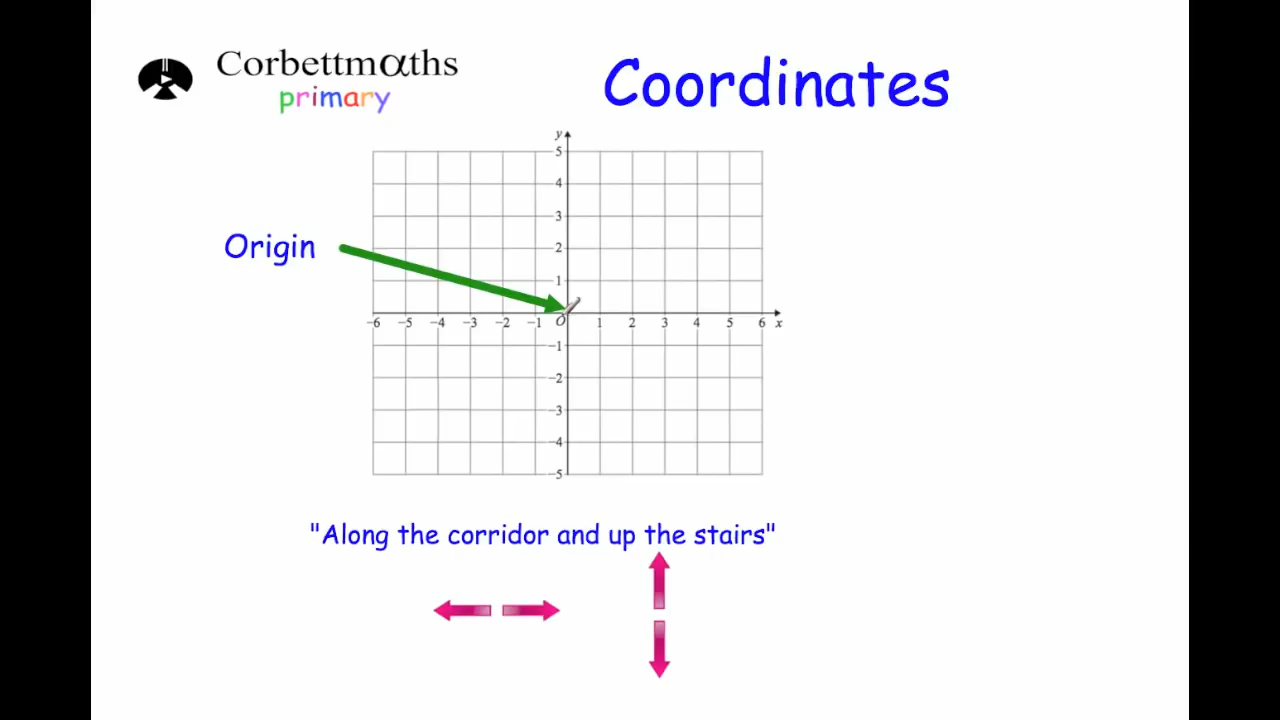 Corbettmαths
primary
Coordinates
y
5
4
3
2
1
Origin
−6 −5 −4 −3 −2 −1 O 1 2 3 4 5 6 x
−1
−2
−3
−4
−5
"Along the corridor and up the stairs"